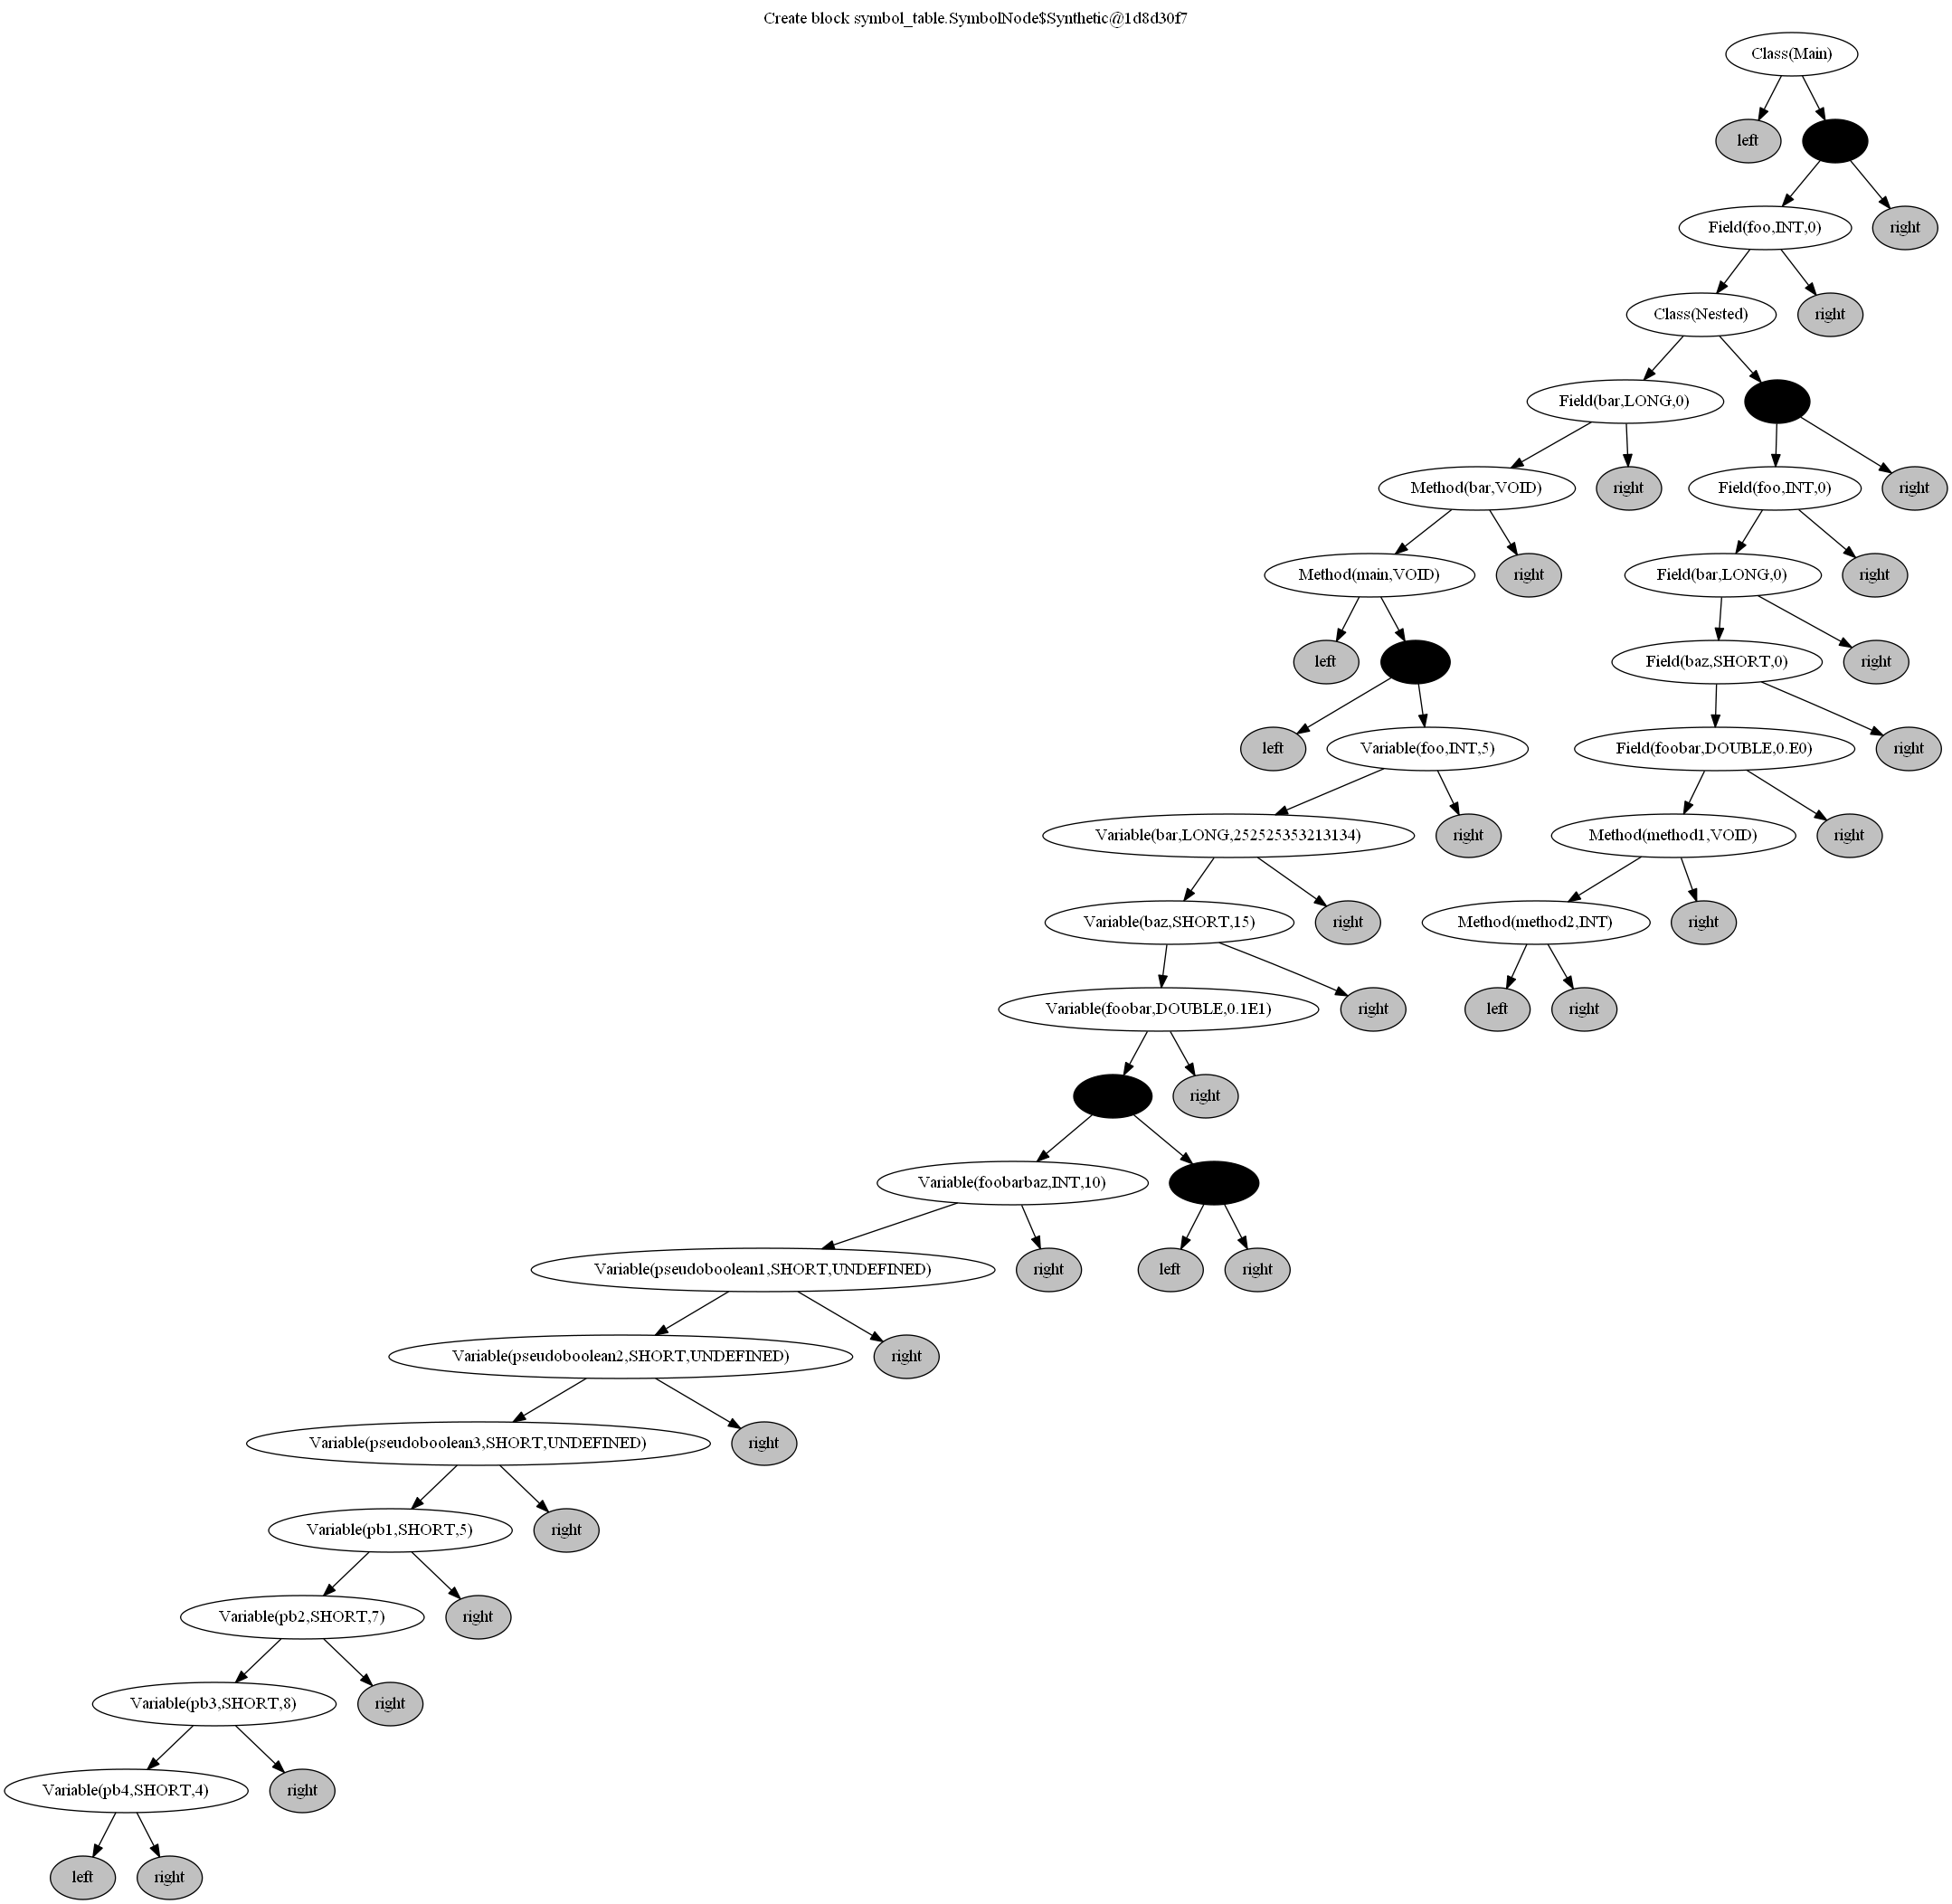 Create block symbol_table.SymbolNode$Synthetic@1d8d30f7
Class(Main)
left
Field(foo,INT,0) right
Class(Nested) right
Field(bar,LONG,0)
Method(bar,VOID) right Field(foo,INT,0) right
Method(main,VOID) right Field(bar,LONG,0) right
left Field(baz,SHORT,0) right
left Variable(foo,INT,5) Field(foobar,DOUBLE,0.E0) right
Variable(bar,LONG,252525353213134) right Method(method1,VOID) right
Variable(baz,SHORT,15) right Method(method2,INT) right
Variable(foobar,DOUBLE,0.1E1) right left right
right
Variable(foobarbaz,INT,10)
Variable(pseudoboolean1,SHORT,UNDEFINED) right left right
Variable(pseudoboolean2,SHORT,UNDEFINED) right
Variable(pseudoboolean3,SHORT,UNDEFINED) right
Variable(pb1,SHORT,5) right
Variable(pb2,SHORT,7) right
Variable(pb3,SHORT,8) right
Variable(pb4,SHORT,4) right
left right